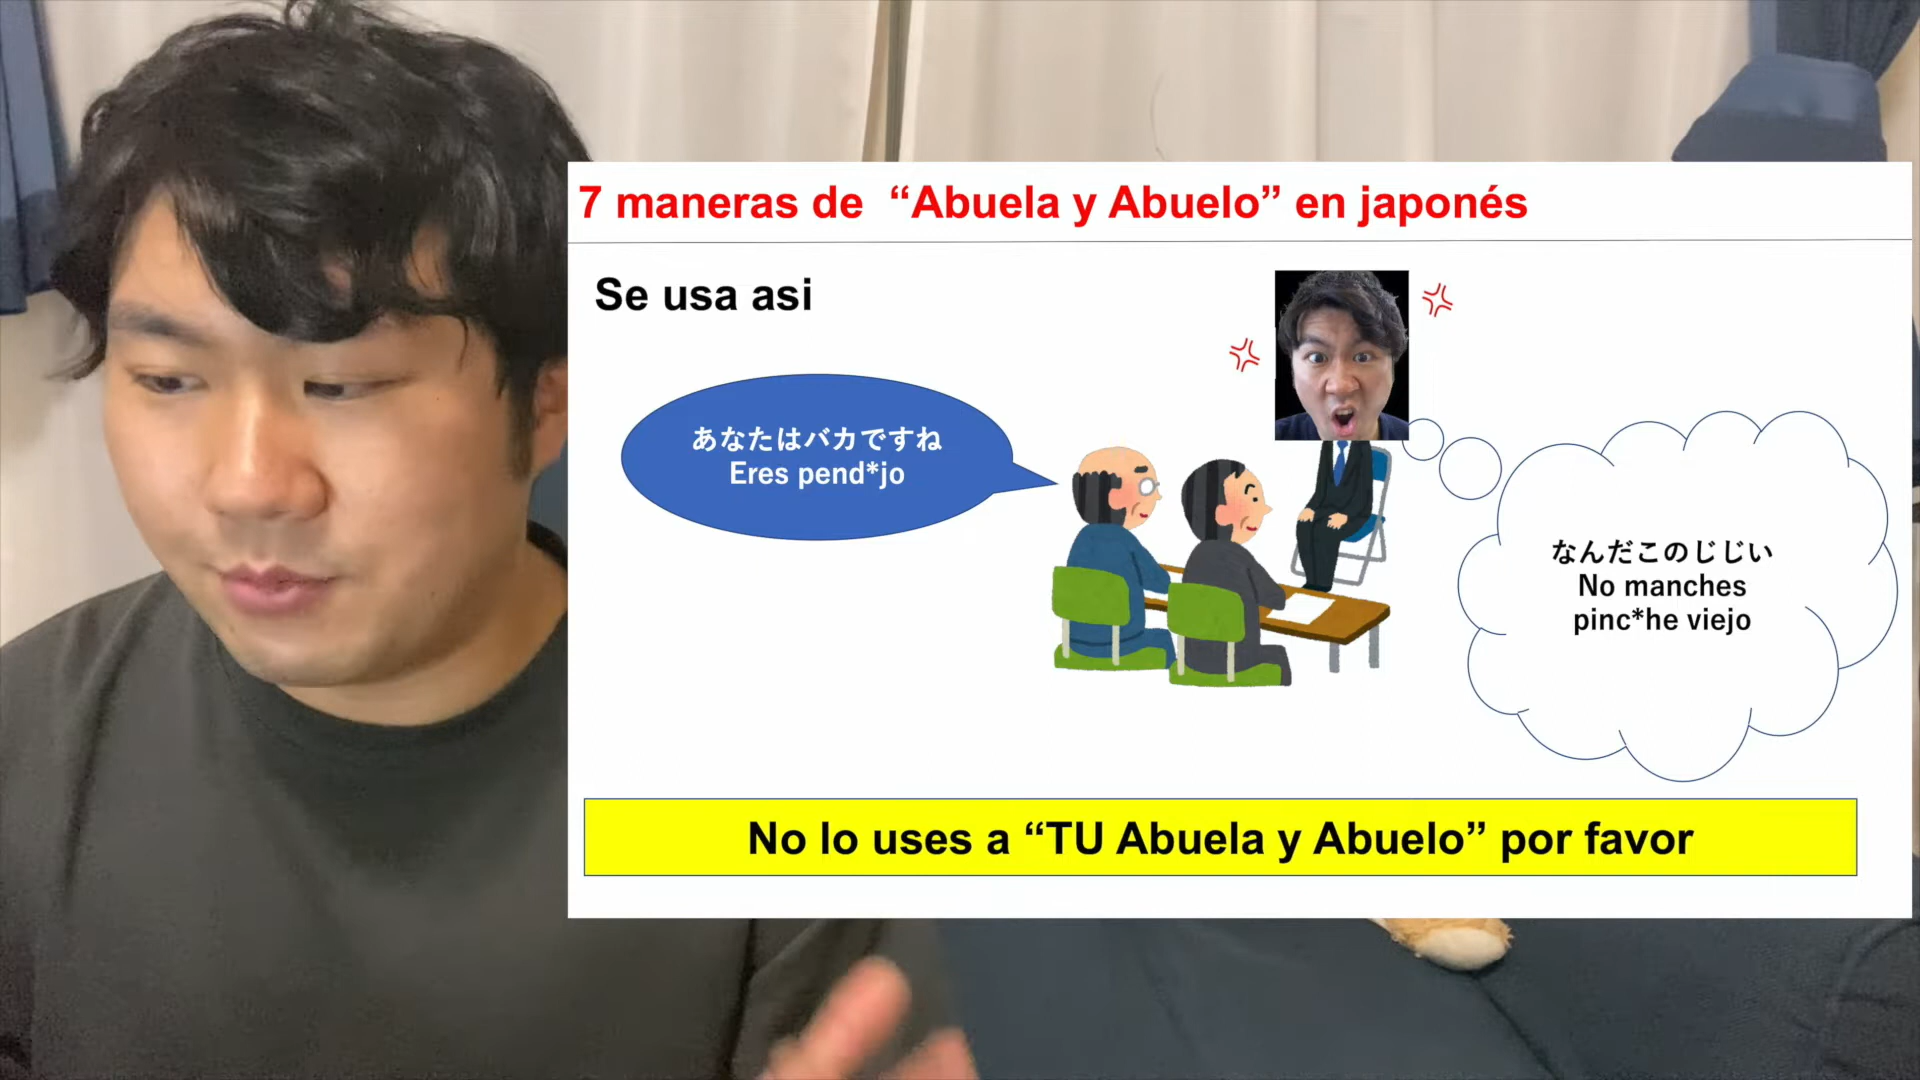 7 maneras de “Abuela y Abuelo” en japonés
Se usa asi
あなたはバカですね
Eres pend*jo
なんだこのじじい
No manches
pinc*he viejo
No lo uses a “TU Abuela y Abuelo” por favor